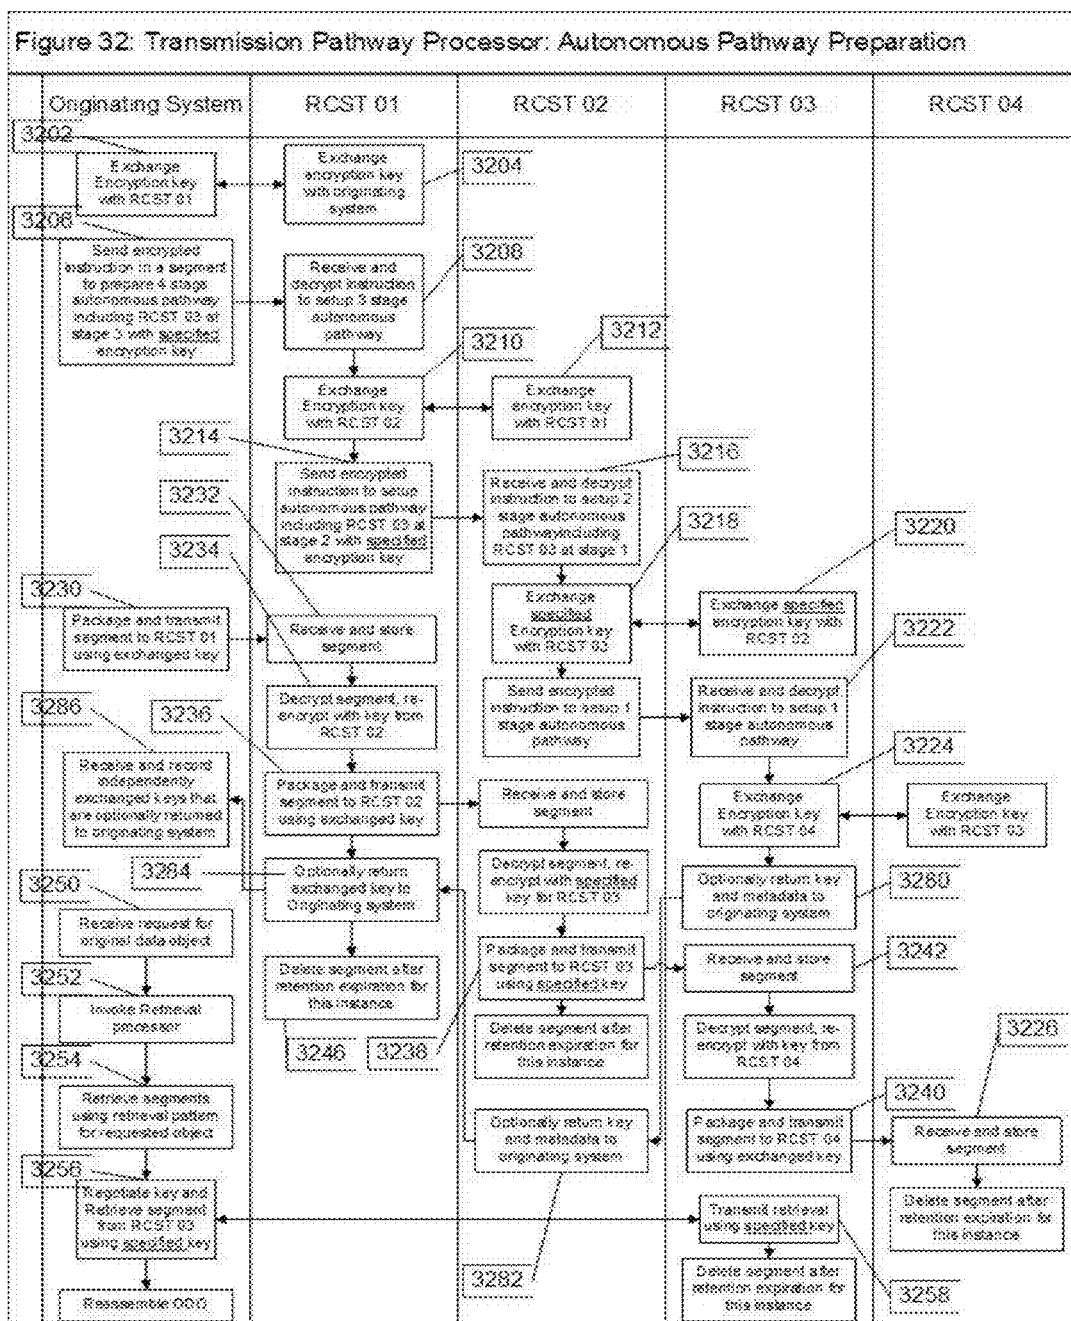 Figure 32: Transmission Pathway Processor: Autonomous Pathway Preparation
Originating System
RCST 01
RCST 02
RCST 03
RCST 04
3202
Exchange
Encryption key
with RCST 01
Exchange
encryption key
with originating
system
3204
3206
Send encrypted
instruction in a segment
to prepare 4 stage
autonomous pathway
including RCST 03 at
stage 3 with specified
encryption key
Receive and
decrypt instruction
to setup 3 stage
autonomous
pathway
3208
3210
3212
Exchange
Encryption key
with RCST 02
Exchange
encryption key
with RCST 01
3214
3216
Send encrypted
instruction to setup
autonomous pathway
including RCST 03 at
stage 2 with specified
encryption key
Receive and decrypt
instruction to setup 2
stage autonomous
pathwayincluding
RCST 03 at stage 1
3232
3218
3220
3234
3230
Package and transmit
segment to RCST 01
using exchanged key
Receive and store
segment
Exchange
specified
Encryption key
with RCST 03
Exchange specified
encryption key with
RCST 02
3222
3286
3236
Decrypt segment, re-
encrypt with key from
RCST 02
Send encrypted
instruction to setup 1
stage autonomous
pathway
Receive and decrypt
instruction to setup 1
stage autonomous
pathway
3224
Receive and record
independently
exchanged keys that
are optionally returned
to originating system
Package and transmit
segment to RCST 02
using exchanged key
Receive and store
segment
Exchange
Encryption key
with RCST 04
Exchange
Encryption key
with RCST 03
3284
Optionally return
exchanged key to
Originating system
Decrypt segment, re-
encrypt with specified
key for RCST 03
Optionally return key
and metadata to
originating system
3280
3250
Receive request for
original data object
Delete segment after
retention expiration for
this instance
Package and transmit
segment to RCST 03
using specified key
Receive and store
segment
3242
3252
Invoke Retrieval
processor
3246
3238
Delete segment after
retention expiration for
this instance
Decrypt segment, re-
encrypt with key from
RCST 04
3226
3254
Retrieve segments
using retrieval pattern
for requested object
Optionally return key
and metadata to
originating system
Package and transmit
segment to RCST 04
using exchanged key
3240
Receive and store
segment
3256
Negotiate key and
Retrieve segment
from RCST 03
using specified key
Transmit retrieval
using specified key
Delete segment after
retention expiration for
this instance
3282
Reassemble ODO
Delete segment after
retention expiration for
this instance
3258